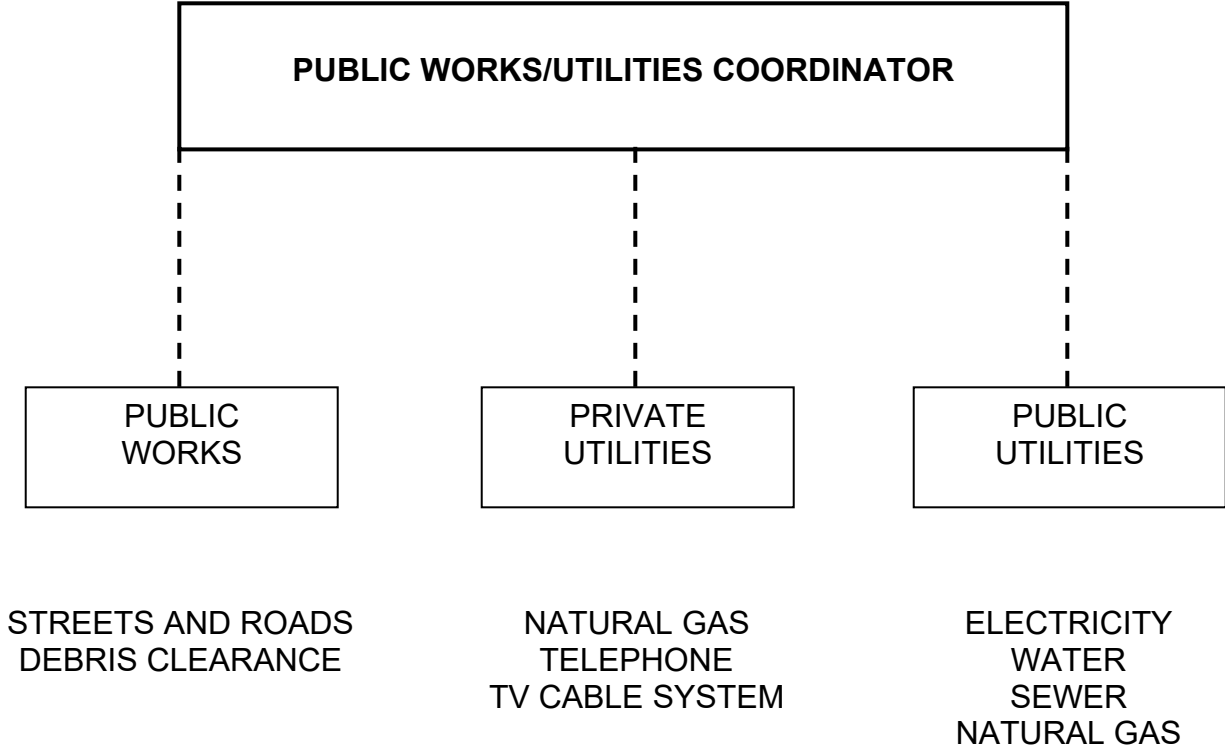 PUBLIC WORKS/UTILITIES COORDINATOR
PUBLIC
WORKS
PRIVATE
UTILITIES
PUBLIC
UTILITIES
STREETS AND ROADS
DEBRIS CLEARANCE
NATURAL GAS
TELEPHONE
TV CABLE SYSTEM
ELECTRICITY
WATER
SEWER
NATURAL GAS